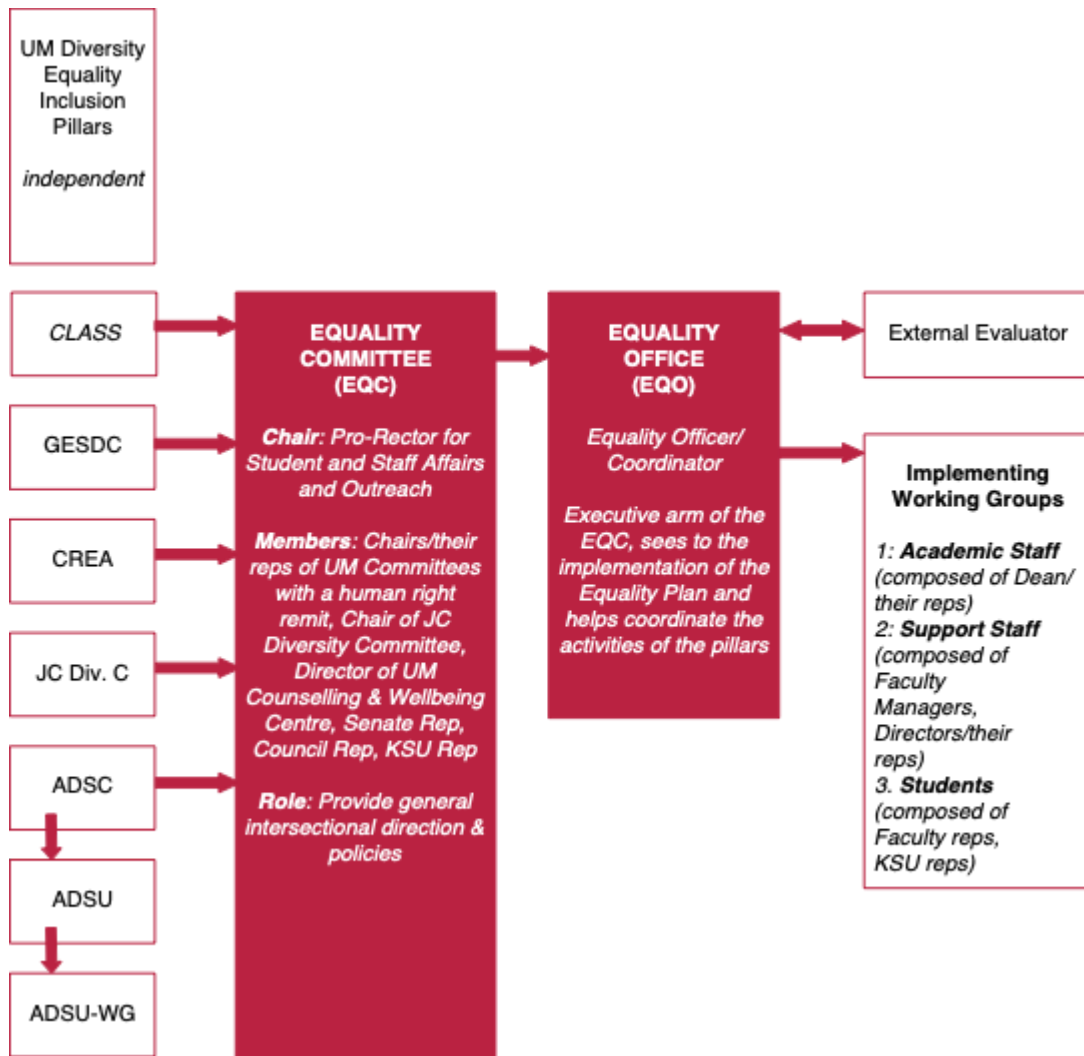 UM Diversity
Equality
Inclusion
Pillars
independent
CLASS
GESDC
CREA
JC Div. C
ADSC
ADSU
ADSU-WG
EQUALITY
COMMITTEE
(EQC)
Chair: Pro-Rector for
Student and Staff Affairs
and Outreach
Members: Chairs/their
reps of UM Committees
with a human right
remit, Chair of JC
Diversity Committee,
Director of UM
Counselling & Wellbeing
Centre, Senate Rep,
Council Rep, KSU Rep
Role: Provide general
intersectional direction &
policies
EQUALITY
OFFICE
(EQO)
Equality Officer/
Coordinator
Executive arm of the
EQC, sees to the
implementation of the
Equality Plan and
helps coordinate the
activities of the pillars
External Evaluator
Implementing
Working Groups
1: Academic Staff
(composed of Dean/
their reps)
2: Support Staff
(composed of
Faculty
Managers,
Directors/their
reps)
3. Students
(composed of
Faculty reps,
KSU reps)